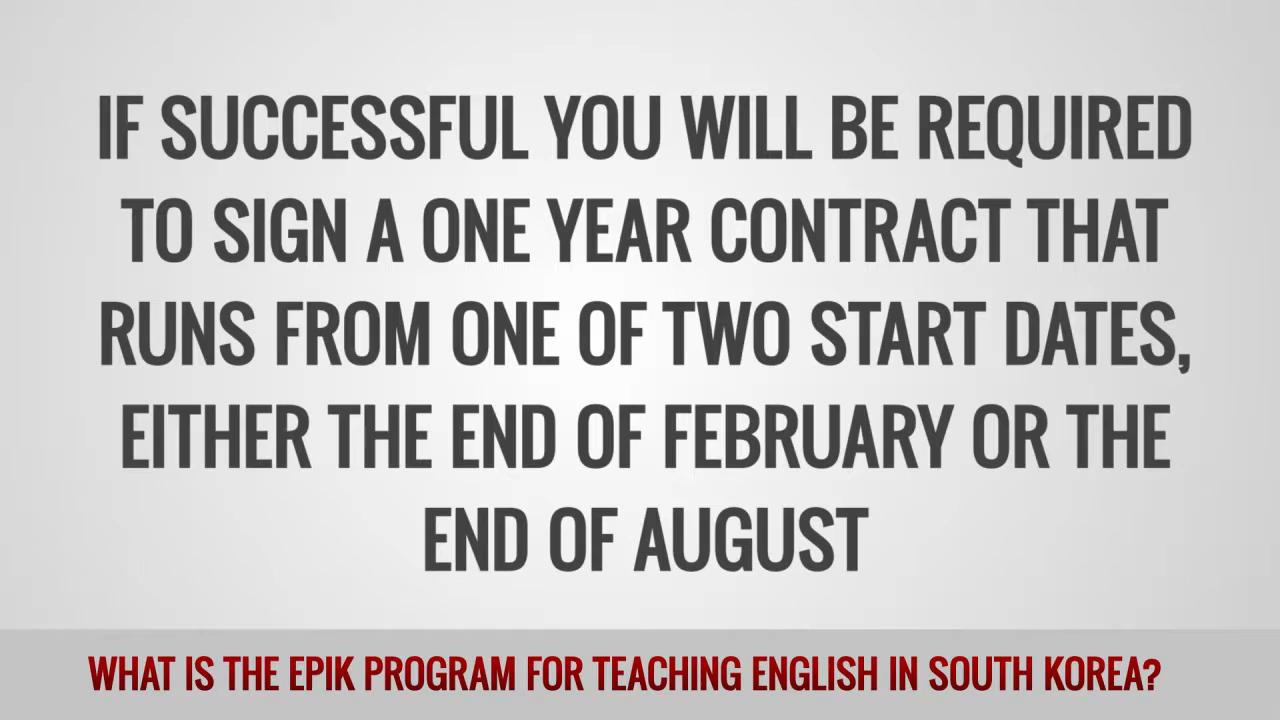 IF SUCCESSFUL YOU WILL BE REQUIRED
TO SIGN A ONE YEAR CONTRACT THAT
RUNS FROM ONE OF TWO START DATES,
EITHER THE END OF FEBRUARY OR THE
END OF AUGUST
WHAT IS THE EPIK PROGRAM FOR TEACHING ENGLISH IN SOUTH KOREA?